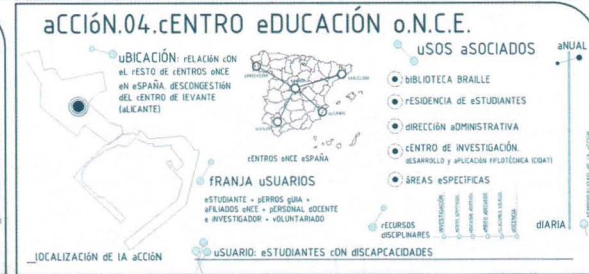 aCCIóN.04.cENTRO eDUCACIÓN o.N.C.E.
uBICACIÓN: rELACIóN cON
eL rESTO dE cENTROS oNCE
eN eSPAÑA. dESCONGESTIóN
dEL cENTRO dE lEVANTE
(aLICANTE)
cENTROS oNCE eSPAÑA
fRANJA uSUARIOS
eSTUDIANTE + pERROS gUIA +
aFILIADOS oNCE + pERSONAL dOCENTE
e iNVESTIGADOR + vOLUNTARIADO
_lOCALIZACIóN dE lA aCCIóN
uSUARIO: eSTUDIANTES cON dISCAPCACIDADES
uSOS aSOCIADOS
bIBLIOTECA bRAILLE
rESIDENCIA dE eSTUDIANTES
dIRECCIóN aDMINISTRATIVA
cENTRO dE iNVESTIGACIÓN.
dESARROLLO y aPLICACIÓN tIFLOTÉCNICA (CIDAT)
áREAS eSPECÍFICAS
rECURSOS
dISCIPLINARES
iNVESTIGACIÓN
dOCENCIA
aNUAL
dIARIA